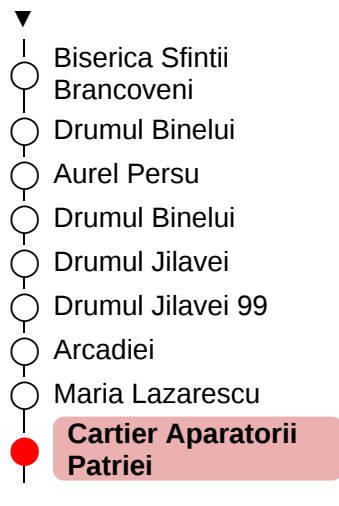 Biserica Sfintii
Brancoveni
Drumul Binelui
Aurel Persu
Drumul Binelui
Drumul Jilavei
Drumul Jilavei 99
Arcadiei
Maria Lazarescu
Cartier Aparatorii
Patriei